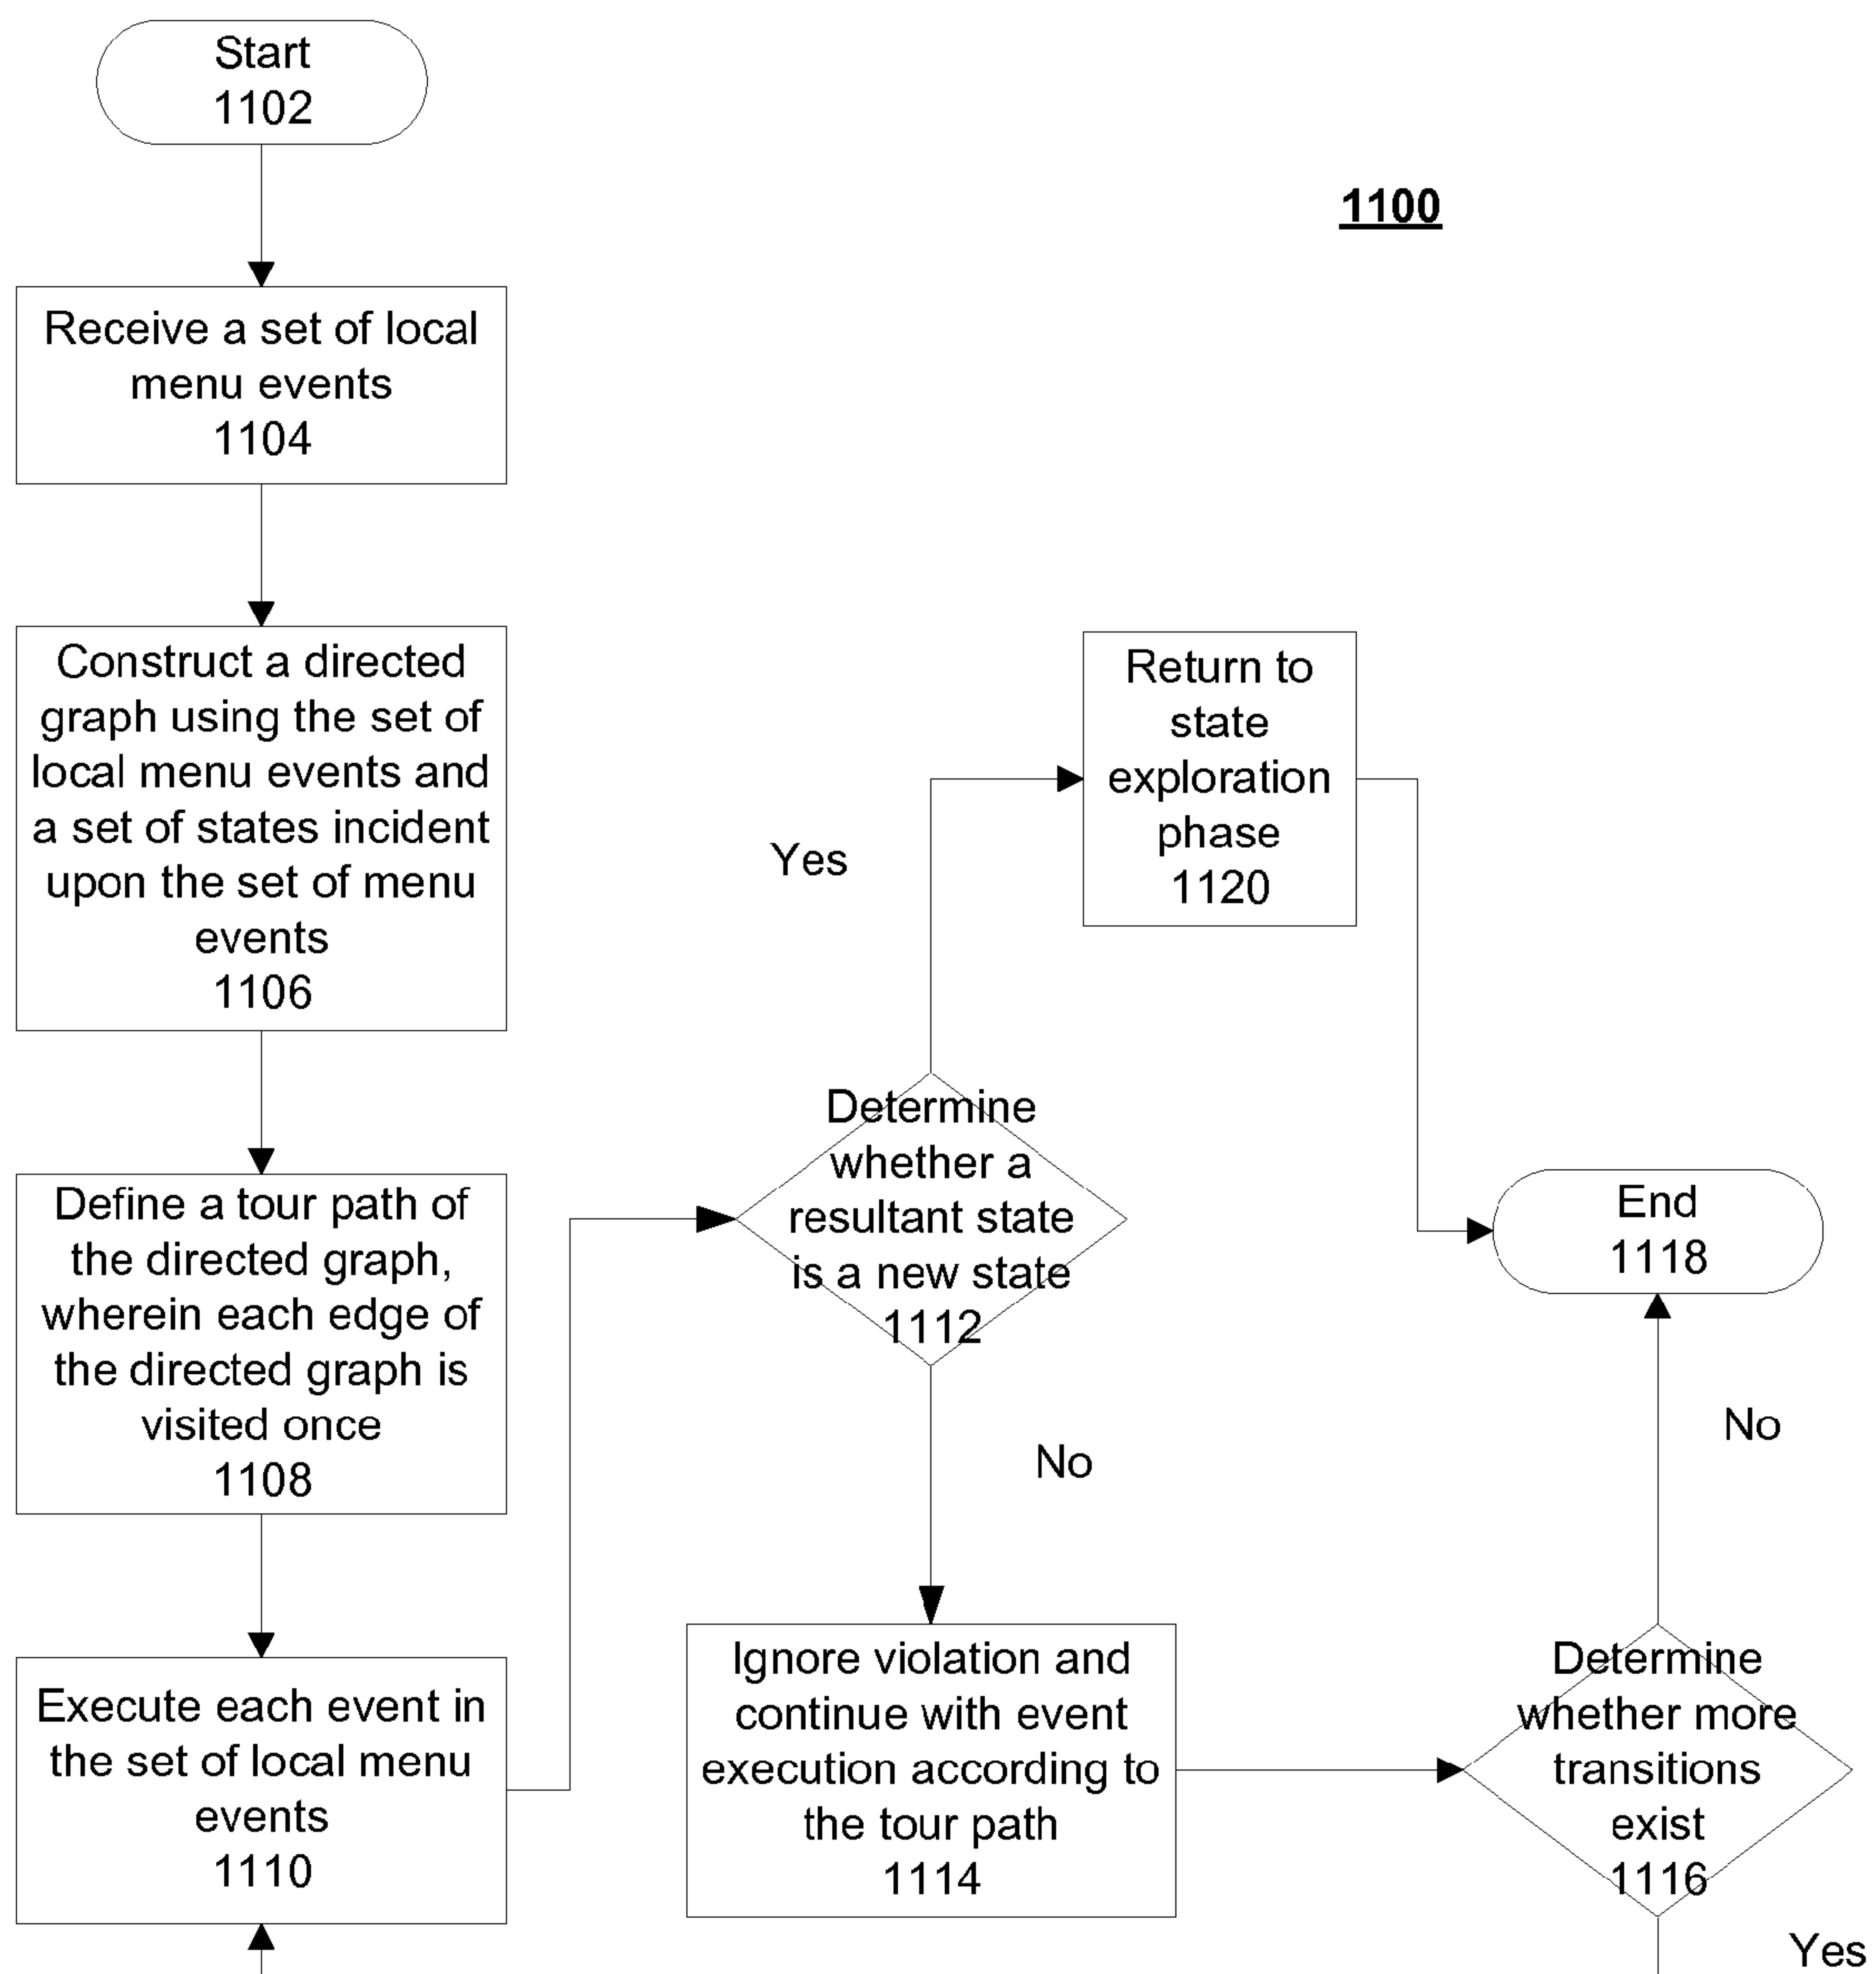 Start
1102
1100
Receive a set of local
menu events
1104
Construct a directed
graph using the set of
local menu events and
a set of states incident
upon the set of menu
events
1106
Define a tour path of
the directed graph,
wherein each edge of
the directed graph is
visited once
1108
Execute each event in
the set of local menu
events
1110
Determine
whether a
resultant state
is a new state
1112
Yes
Return to
state
exploration
phase
1120
No
Ignore violation and
continue with event
execution according to
the tour path
1114
Determine
whether more
transitions
exist
1116
No
End
1118
Yes